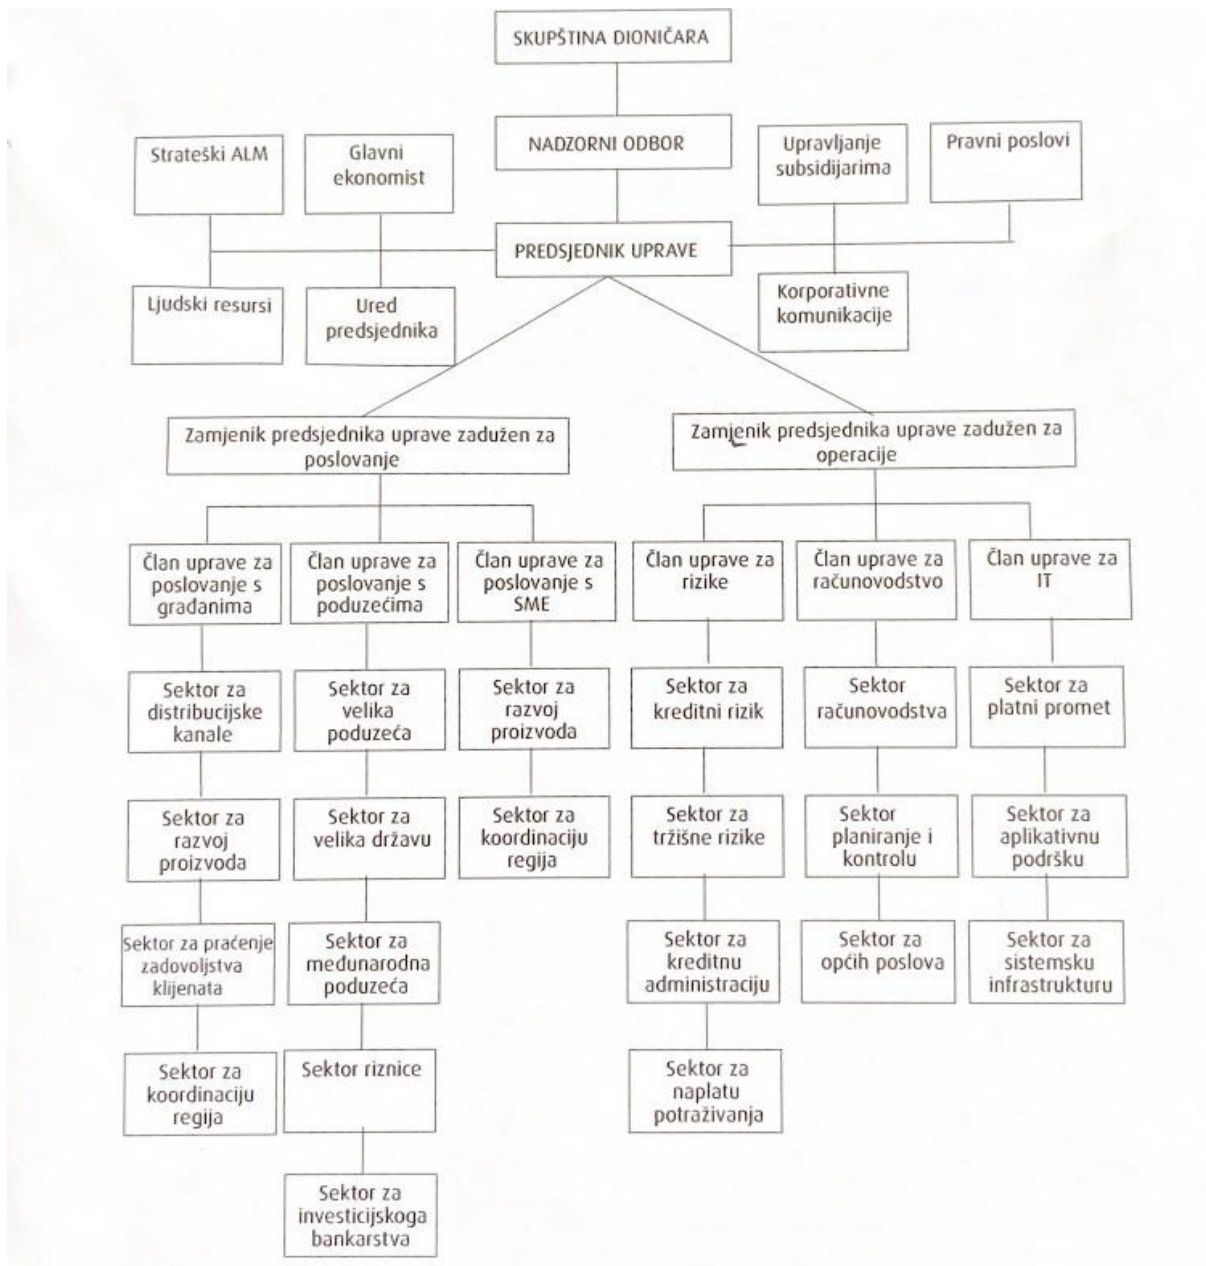 SKUPŠTINA DIONIČARA
NADZORNI ODBOR
Strateški ALM
Glavni
ekonomist
Upravljanje
subsidijarima
Pravni poslovi
PREDSJEDNIK UPRAVE
Ljudski resursi
Ured
predsjednika
Korporativne
komunikacije
Zamjenik predsjednika uprave zadužen za
poslovanje
Zamjenik predsjednika uprave zadužen za
operacije
Član uprave za
poslovanje s
građanima
Član uprave za
poslovanje s
poduzećima
Član uprave za
poslovanje s
SME
Član uprave za
rizike
Član uprave za
računovodstvo
Član uprave za
IT
Sektor za
distribucijske
kanale
Sektor za
velika
poduzeća
Sektor za
razvoj
proizvoda
Sektor za
kreditni rizik
Sektor
računovodstva
Sektor za
platni promet
Sektor za
razvoj
proizvoda
Sektor za
velika državu
Sektor za
koordinaciju
regija
Sektor za
tržišne rizike
Sektor
planiranje i
kontrolu
Sektor za
aplikativnu
podršku
Sektor za praćenje
zadovoljstva
klijenata
Sektor za
međunarodna
poduzeća
Sektor za
kreditnu
administraciju
Sektor za
općih poslova
Sektor za
sistemsku
infrastrukturu
Sektor za
koordinaciju
regija
Sektor riznice
Sektor za
naplatu
potraživanja
Sektor za
investicijskoga
bankarstva